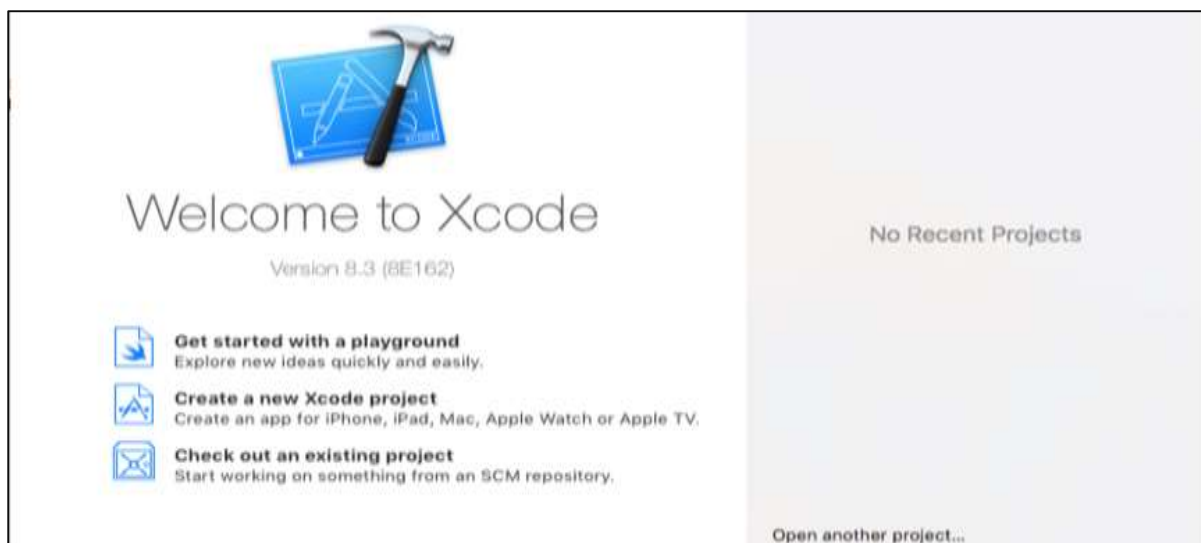 Welcome to Xcode
Version 8.3 (8E162)
Get started with a playground
Explore new ideas quickly and easily.
Create a new Xcode project
Create an app for iPhone, iPad, Mac, Apple Watch or Apple TV.
Check out an existing project
Start working on something from an SCM repository.
No Recent Projects
Open another project...